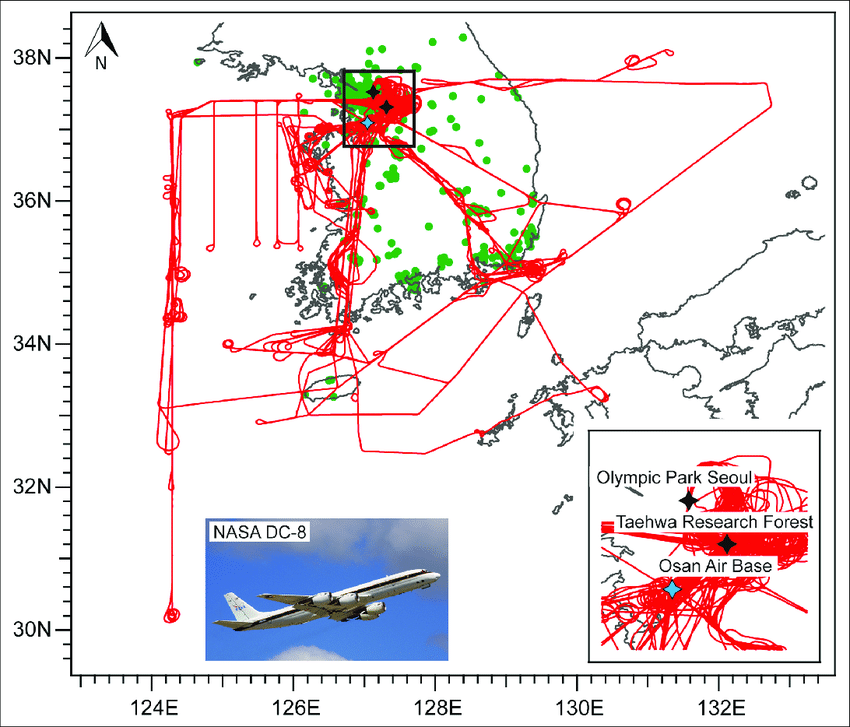 N
38N
36N
34N
32N
30N
124E
126E
128E
130E
132E
NASA DC-8
Olympic Park Seoul
Taehwa Research Forest
Osan Air Base